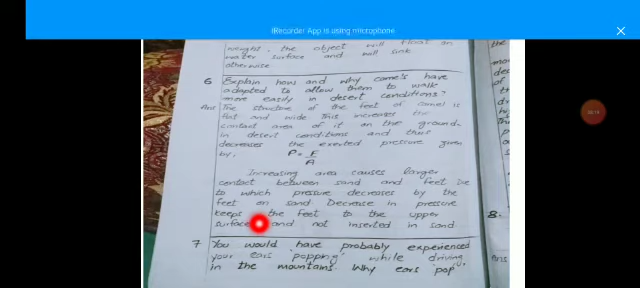 iRecorder App is using microphone
weight, the object will float on
water surface and will sink
otherwise
6 Explain how and why camels have
adapted to allow them to walk
more easily in desert conditions?
Ans The structure of the feet of camel is
flat and wide This increases the
contact area of it on the ground
in desert conditions and thus
decreases the exerted pressure given
by. P = F
A
Increasing area causes larger
contact between sand and feet Due
to which pressure decreases by the
feet on sand. Decrease in pressure
keeps the feet to the upper
surface and not inserted in sand
7 You would have probably experienced
your ears "popping" while driving
in the mountains. Why ears "pop"
8.
Ans